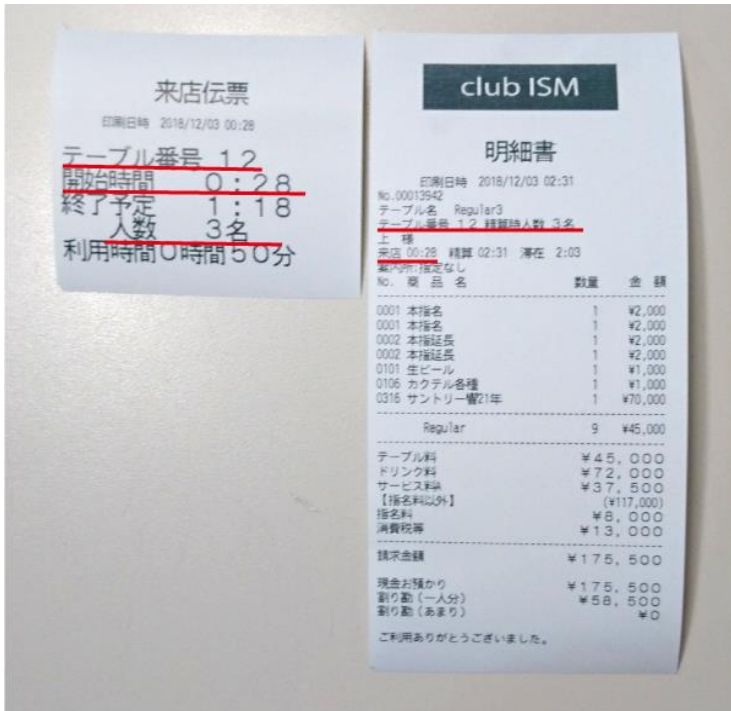 来店伝票
印刷日時 2018/12/03 00:28
テーブル番号 12
開始時間 0:28
終了予定 1:18
人数 3名
利用時間0時間50分
club ISM
明細書
印刷日時 2018/12/03 02:31
No.00013942
テーブル名 Regular3
テーブル番号 12 精算時人数 3名
上 様
来店 00:28 精算 02:31 滞在 2:03
案内所:指定なし
No. 商 品 名 数量 金 額
0001 本指名 1 ¥2,000
0001 本指名 1 ¥2,000
0002 本指延長 1 ¥2,000
0002 本指延長 1 ¥2,000
0101 生ビール 1 ¥1,000
0106 カクテル各種 1 ¥1,000
0316 サントリー響21年 1 ¥70,000
Regular 9 ¥45,000
テーブル料 ¥45,000
ドリンク料 ¥72,000
サービス料A ¥37,500
【指名料以外】 (¥117,000)
指名料 ¥8,000
消費税等 ¥13,000
請求金額 ¥175,500
現金お預かり ¥175,500
割り勘(一人分) ¥58,500
割り勘(あまり) ¥0
ご利用ありがとうございました。